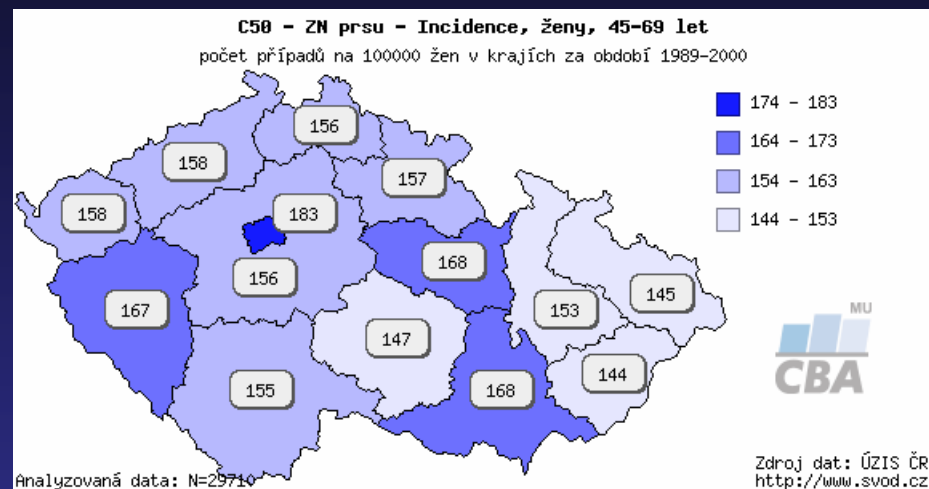 C50 - ZN prsu - Incidence, ženy, 45-69 let
počet případů na 100000 žen v krajích za období 1989-2000
174 - 183
164 - 173
154 - 163
144 - 153
156
158
157
158
183
168
156
145
167
153
147
144
155
168
MU
CBA
Analyzovaná data: N=29710
Zdroj dat: ÚZIS ČR
http://www.svod.cz